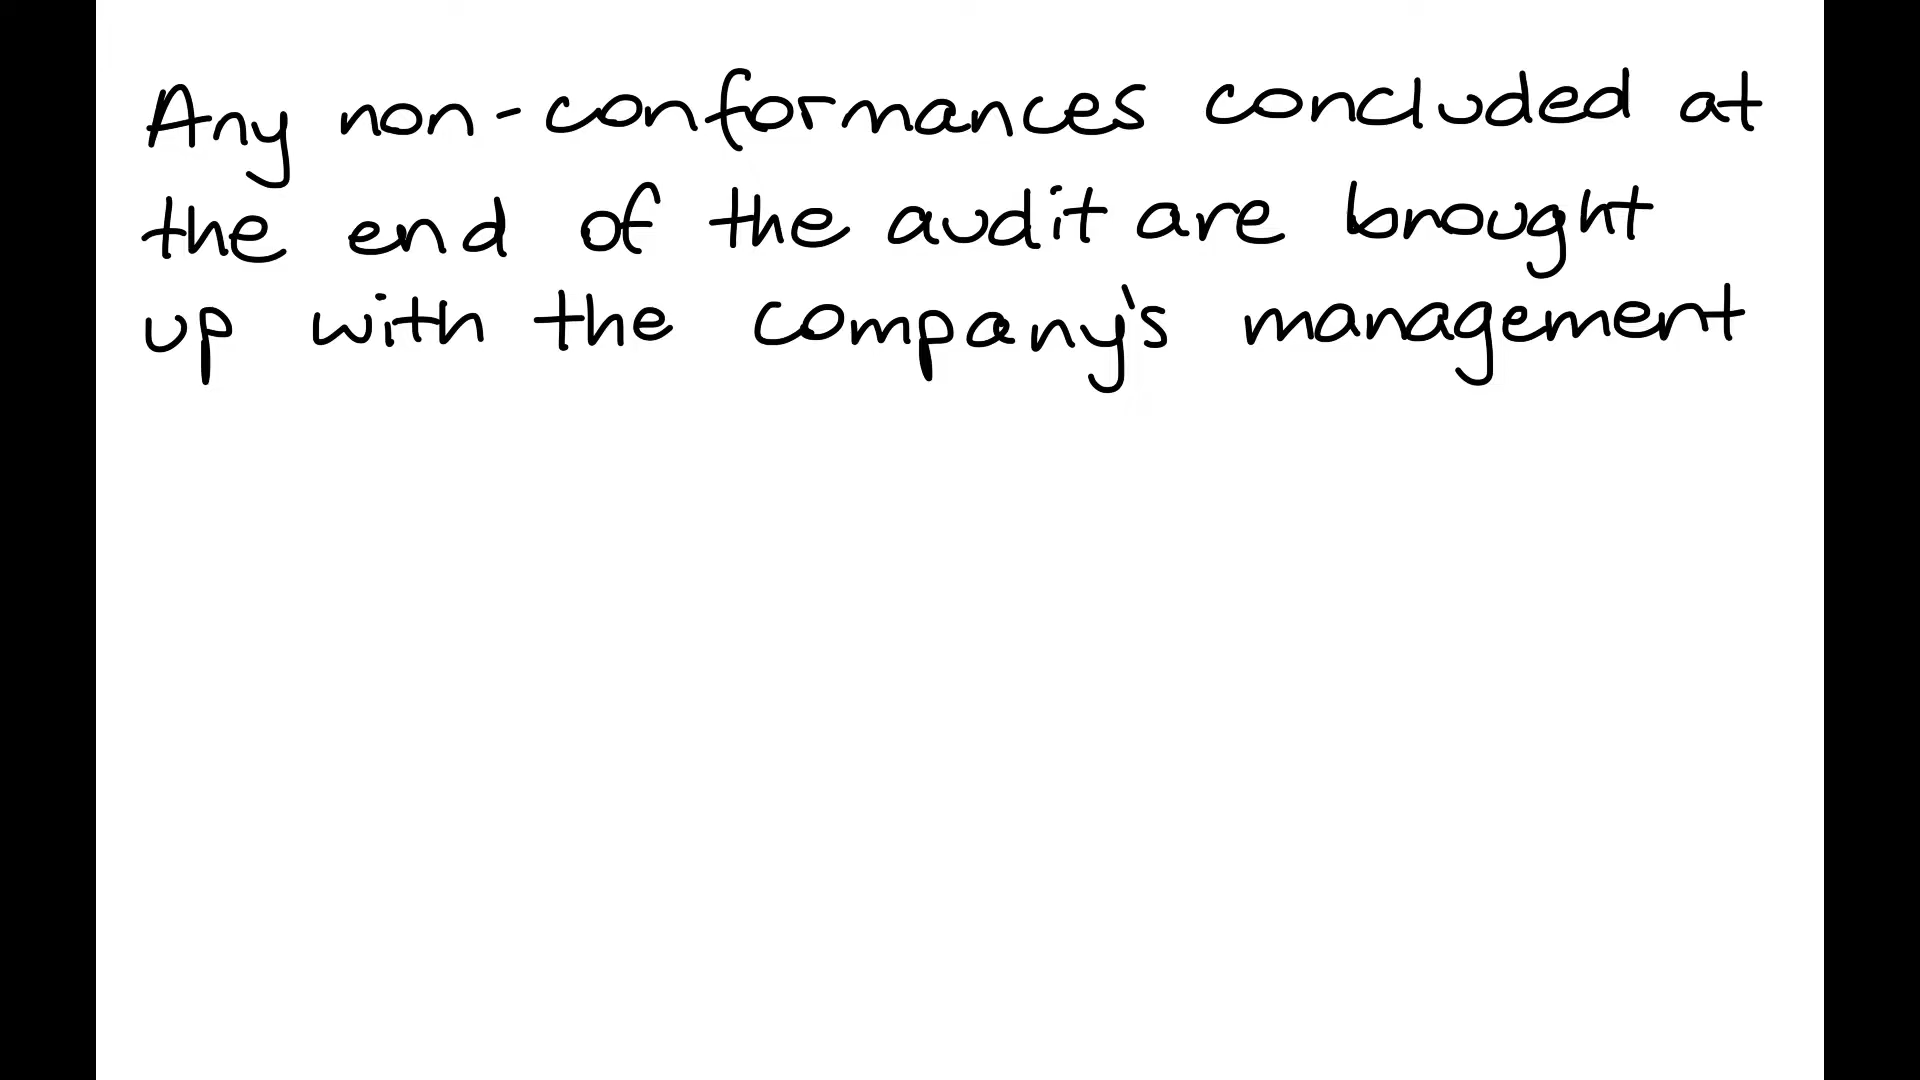 Any non-conformances concluded at
the end of the audit are brought
up with the company's management